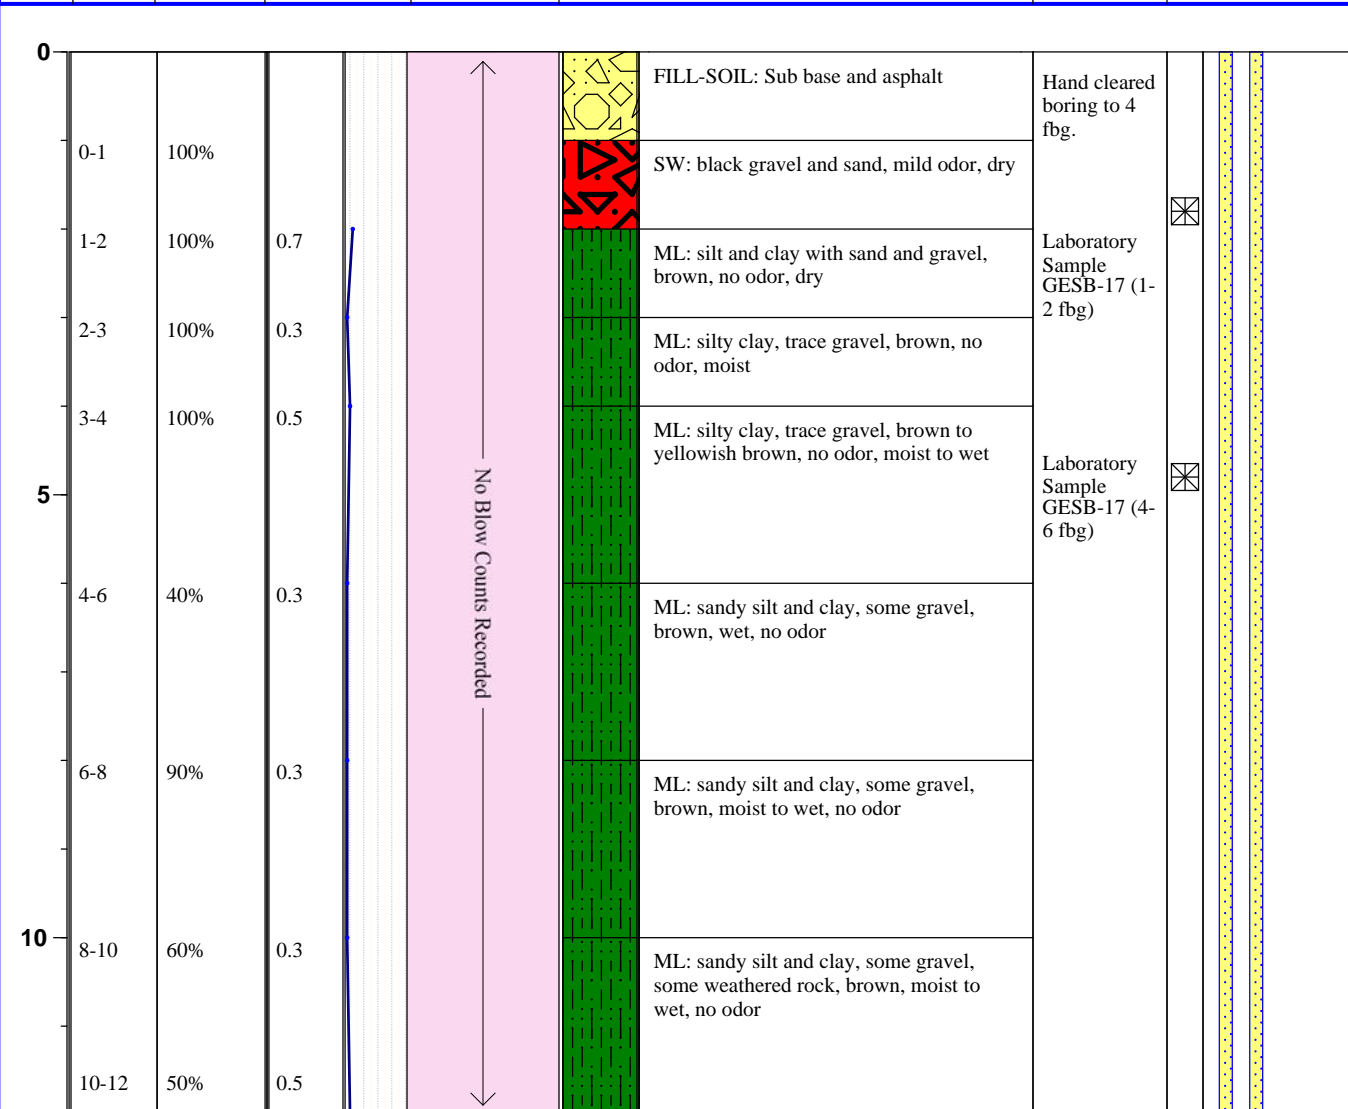 0
FILL-SOIL: Sub base and asphalt
Hand cleared
boring to 4
fbg.
0-1 100%
SW: black gravel and sand, mild odor, dry
1-2 100% 0.7
ML: silt and clay with sand and gravel,
brown, no odor, dry
Laboratory
Sample
GESB-17 (1-
2 fbg)
2-3 100% 0.3
ML: silty clay, trace gravel, brown, no
odor, moist
3-4 100% 0.5
ML: silty clay, trace gravel, brown to
yellowish brown, no odor, moist to wet
Laboratory
Sample
GESB-17 (4-
6 fbg)
5
No Blow Counts Recorded
4-6 40% 0.3
ML: sandy silt and clay, some gravel,
brown, wet, no odor
6-8 90% 0.3
ML: sandy silt and clay, some gravel,
brown, moist to wet, no odor
10
8-10 60% 0.3
ML: sandy silt and clay, some gravel,
some weathered rock, brown, moist to
wet, no odor
10-12 50% 0.5